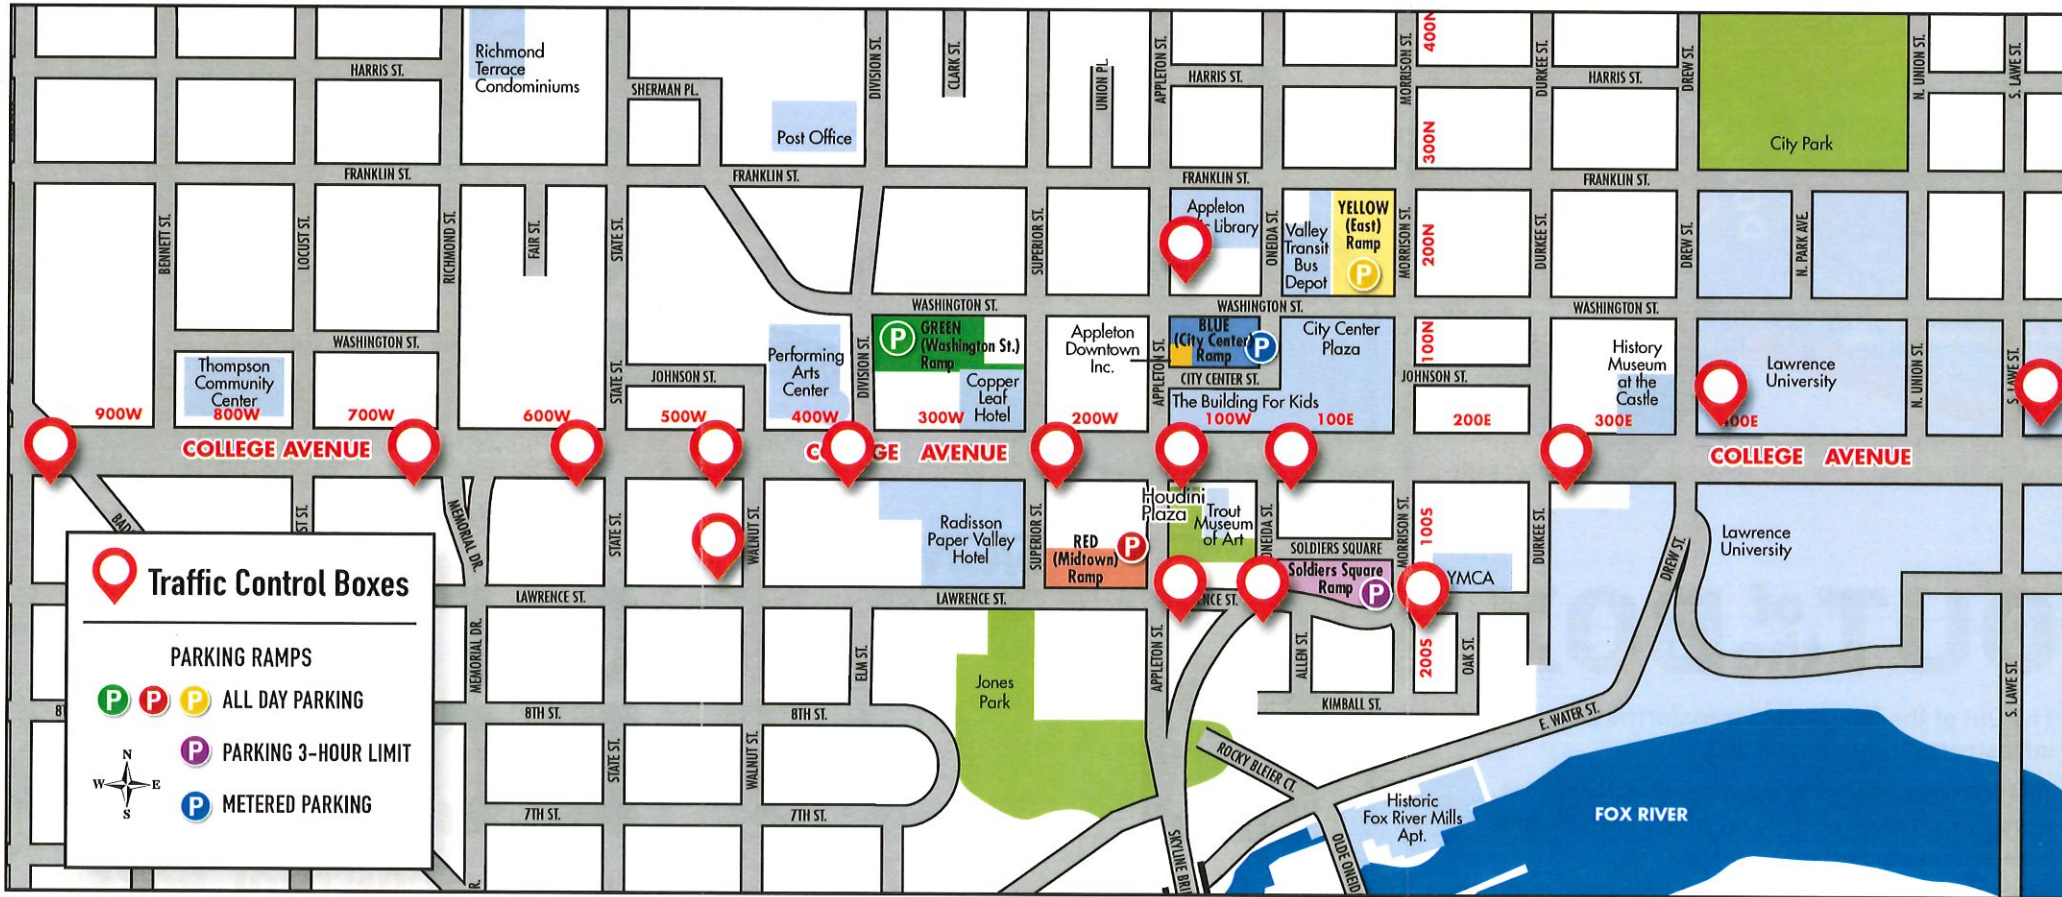 Richmond
Terrace
Condominiums
HARRIS ST.
SHERMAN PL.
Post Office
DIVISION ST.
CLARK ST.
UNION PL.
APPLETON ST.
HARRIS ST.
MORRISON ST.
400N
DURKEE ST.
HARRIS ST.
DREW ST.
City Park
N. UNION ST.
S. LAWE ST.
300N
FRANKLIN ST.
FRANKLIN ST.
FRANKLIN ST.
FRANKLIN ST.
BENNETT ST.
LOCUST ST.
RICHMOND ST.
FAIR ST.
STATE ST.
SUPERIOR ST.
Appleton
Library
ONEIDA ST.
Valley
Transit
Bus
Depot
YELLOW
(East)
Ramp
P
MORRISON ST.
200N
DURKEE ST.
DREW ST.
N. PARK AVE.
WASHINGTON ST.
WASHINGTON ST.
WASHINGTON ST.
WASHINGTON ST.
Thompson
Community
Center
JOHNSON ST.
STATE ST.
Performing
Arts
Center
DIVISION ST.
P
GREEN
(Washington St.)
Ramp
Copper
Leaf
Hotel
Appleton
Downtown
Inc.
APPLETON ST.
BLUE
(City Center)
Ramp
P
CITY CENTER ST.
The Building For Kids
City Center
Plaza
100N
JOHNSON ST.
History
Museum
at the
Castle
Lawrence
University
N. UNION ST.
S. LAWE ST.
900W
800W
700W
600W
500W
400W
300W
200W
100W
100E
200E
300E
400E
COLLEGE AVENUE
AVENUE
COLLEGE AVENUE
MEMORIAL DR.
STATE ST.
WALNUT ST.
Radisson
Paper Valley
Hotel
SUPERIOR ST.
RED
(Midtown)
Ramp
P
Houdini
Plaza
Trout
Museum
of Art
ONEIDA ST.
SOLDIERS SQUARE
Soldiers Square
Ramp
P
MORRISON ST.
100S
YMCA
DURKEE ST.
DREW ST.
Lawrence
University
LAWRENCE ST.
LAWRENCE ST.
NCE ST.
MEMORIAL DR.
ELM ST.
Jones
Park
APPLETON ST.
ALLEN ST.
200S
OAK ST.
KIMBALL ST.
S. LAWE ST.
8TH ST.
8TH ST.
STATE ST.
WALNUT ST.
7TH ST.
7TH ST.
ROCKY BLEIER CT.
E. WATER ST.
SKYLINE BRI
OLDE ONEID
Historic
Fox River Mills
Apt.
FOX RIVER
Traffic Control Boxes
PARKING RAMPS
P P P ALL DAY PARKING
P PARKING 3-HOUR LIMIT
P METERED PARKING
N
W E
S